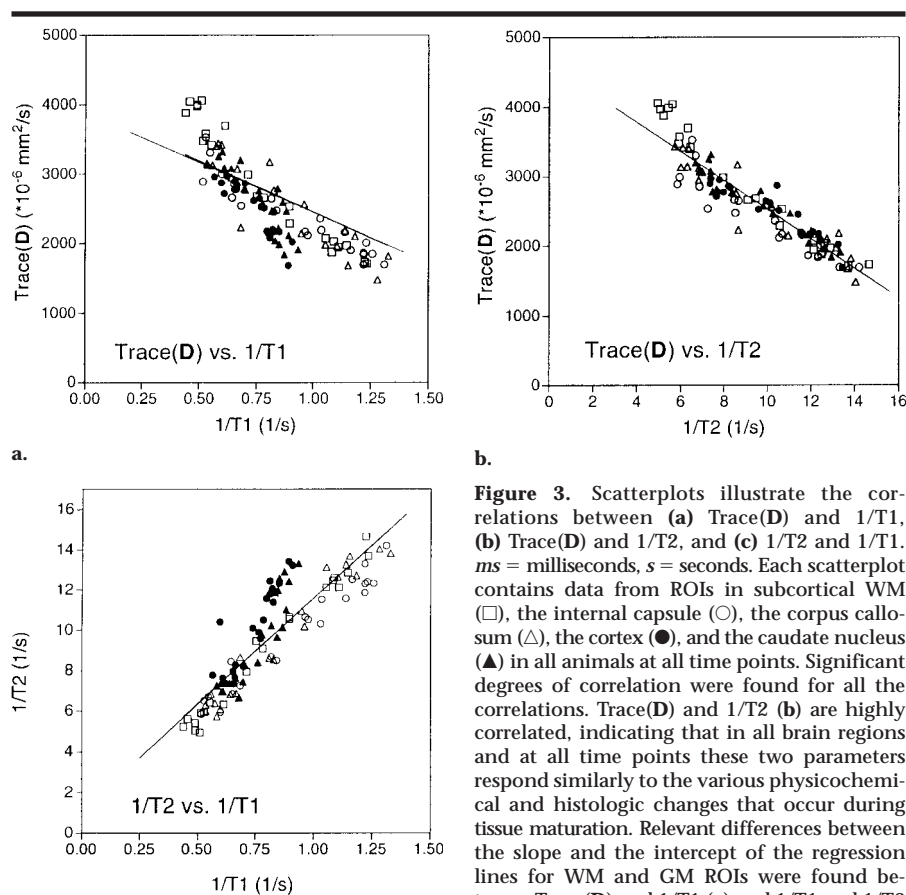 5000
4000
3000
2000
1000
0
Trace(D) (*10-6 mm2/s)
Trace(D) vs. 1/T1
0.00 0.25 0.50 0.75 1.00 1.25 1.50
1/T1 (1/s)
a.
5000
4000
3000
2000
1000
0
Trace(D) (*10-6 mm2/s)
Trace(D) vs. 1/T2
0 2 4 6 8 10 12 14 16
1/T2 (1/s)
b.
16
14
12
10
8
6
4
2
0
1/T2 (1/s)
1/T2 vs. 1/T1
0.00 0.25 0.50 0.75 1.00 1.25 1.50
1/T1 (1/s)
Figure 3. Scatterplots illustrate the cor-
relations between (a) Trace(D) and 1/T1,
(b) Trace(D) and 1/T2, and (c) 1/T2 and 1/T1.
ms = milliseconds, s = seconds. Each scatterplot
contains data from ROIs in subcortical WM
(□), the internal capsule (○), the corpus callo-
sum (△), the cortex (●), and the caudate nucleus
(▲) in all animals at all time points. Significant
degrees of correlation were found for all the
correlations. Trace(D) and 1/T2 (b) are highly
correlated, indicating that in all brain regions
and at all time points these two parameters
respond similarly to the various physicochemi-
cal and histologic changes that occur during
tissue maturation. Relevant differences between
the slope and the intercept of the regression
lines for WM and GM ROIs were found be-